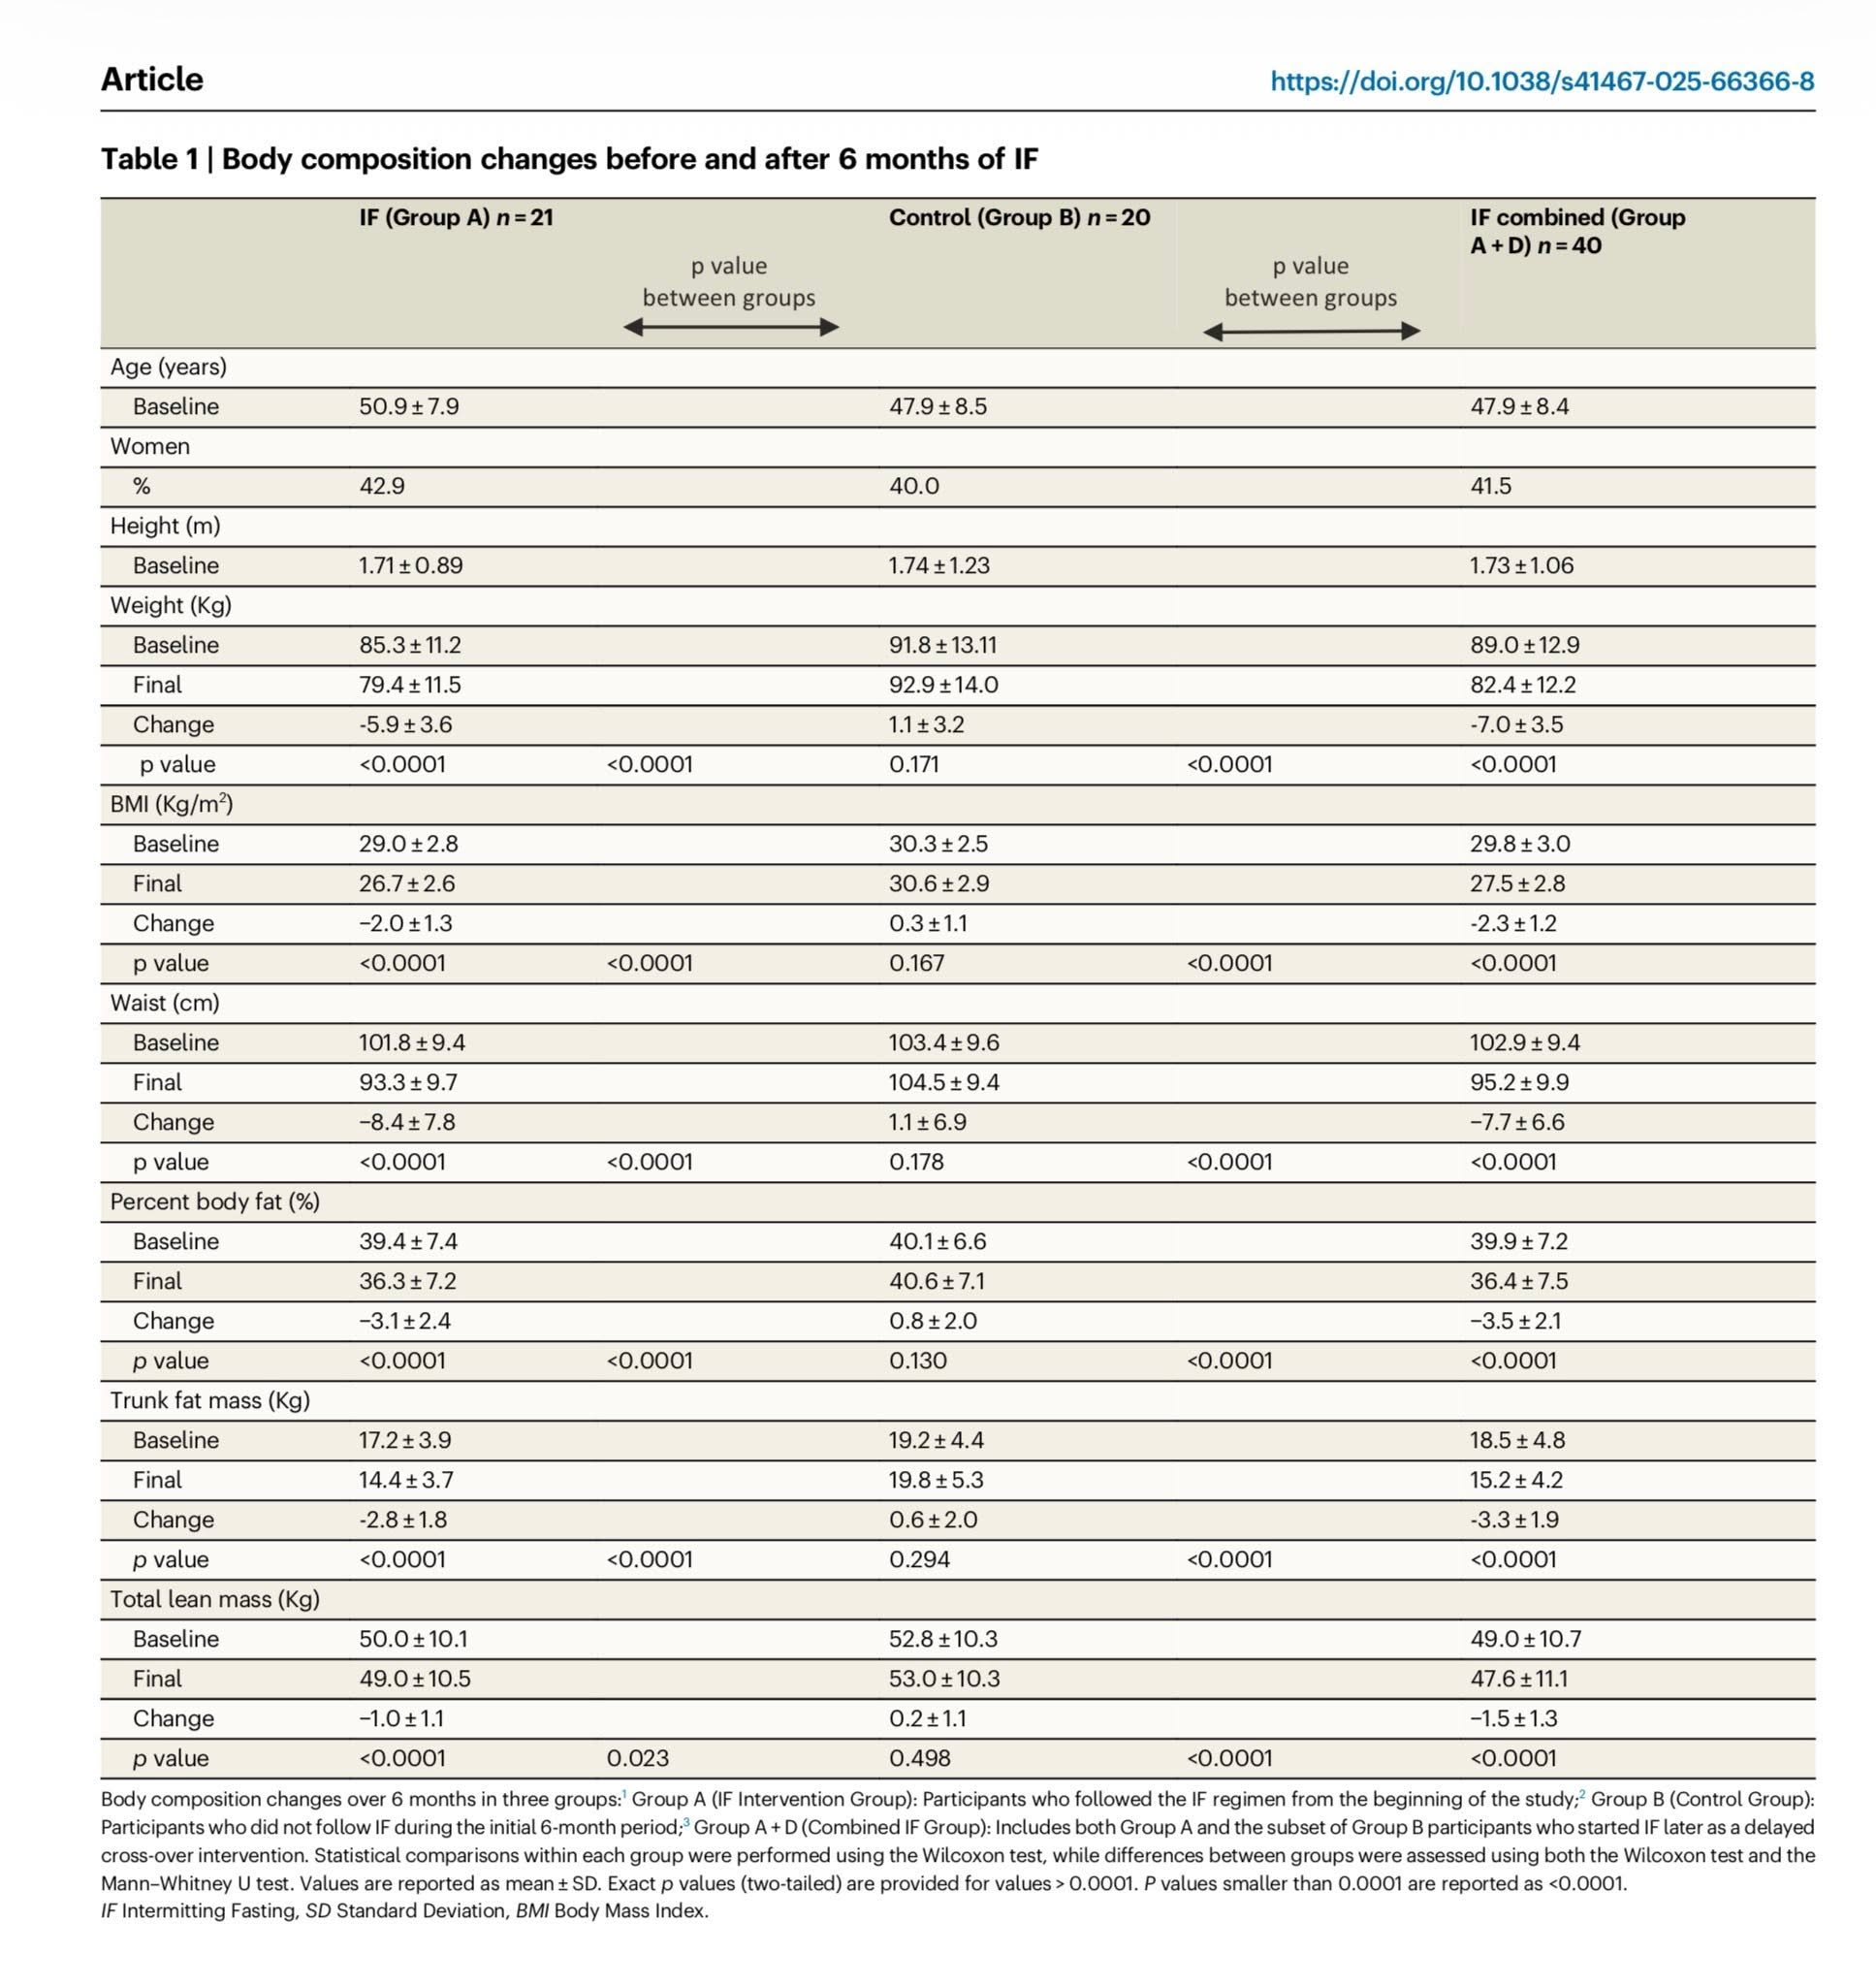 Article https://doi.org/10.1038/s41467-025-66366-8
Table 1 | Body composition changes before and after 6 months of IF
IF (Group A) n = 21 p value between groups Control (Group B) n = 20 p value between groups IF combined (Group A + D) n = 40
Age (years)
Baseline 50.9 ± 7.9 47.9 ± 8.5 47.9 ± 8.4
Women
% 42.9 40.0 41.5
Height (m)
Baseline 1.71 ± 0.89 1.74 ± 1.23 1.73 ± 1.06
Weight (Kg)
Baseline 85.3 ± 11.2 91.8 ± 13.11 89.0 ± 12.9
Final 79.4 ± 11.5 92.9 ± 14.0 82.4 ± 12.2
Change -5.9 ± 3.6 1.1 ± 3.2 -7.0 ± 3.5
p value <0.0001 <0.0001 0.171 <0.0001 <0.0001
BMI (Kg/m²)
Baseline 29.0 ± 2.8 30.3 ± 2.5 29.8 ± 3.0
Final 26.7 ± 2.6 30.6 ± 2.9 27.5 ± 2.8
Change −2.0 ± 1.3 0.3 ± 1.1 -2.3 ± 1.2
p value <0.0001 <0.0001 0.167 <0.0001 <0.0001
Waist (cm)
Baseline 101.8 ± 9.4 103.4 ± 9.6 102.9 ± 9.4
Final 93.3 ± 9.7 104.5 ± 9.4 95.2 ± 9.9
Change −8.4 ± 7.8 1.1 ± 6.9 −7.7 ± 6.6
p value <0.0001 <0.0001 0.178 <0.0001 <0.0001
Percent body fat (%)
Baseline 39.4 ± 7.4 40.1 ± 6.6 39.9 ± 7.2
Final 36.3 ± 7.2 40.6 ± 7.1 36.4 ± 7.5
Change −3.1 ± 2.4 0.8 ± 2.0 −3.5 ± 2.1
p value <0.0001 <0.0001 0.130 <0.0001 <0.0001
Trunk fat mass (Kg)
Baseline 17.2 ± 3.9 19.2 ± 4.4 18.5 ± 4.8
Final 14.4 ± 3.7 19.8 ± 5.3 15.2 ± 4.2
Change -2.8 ± 1.8 0.6 ± 2.0 -3.3 ± 1.9
p value <0.0001 <0.0001 0.294 <0.0001 <0.0001
Total lean mass (Kg)
Baseline 50.0 ± 10.1 52.8 ± 10.3 49.0 ± 10.7
Final 49.0 ± 10.5 53.0 ± 10.3 47.6 ± 11.1
Change −1.0 ± 1.1 0.2 ± 1.1 −1.5 ± 1.3
p value <0.0001 0.023 0.498 <0.0001 <0.0001
Body composition changes over 6 months in three groups:¹ Group A (IF Intervention Group): Participants who followed the IF regimen from the beginning of the study;² Group B (Control Group):
Participants who did not follow IF during the initial 6-month period;³ Group A + D (Combined IF Group): Includes both Group A and the subset of Group B participants who started IF later as a delayed
cross-over intervention. Statistical comparisons within each group were performed using the Wilcoxon test, while differences between groups were assessed using both the Wilcoxon test and the
Mann–Whitney U test. Values are reported as mean ± SD. Exact p values (two-tailed) are provided for values > 0.0001. P values smaller than 0.0001 are reported as <0.0001.
IF Intermitting Fasting, SD Standard Deviation, BMI Body Mass Index.